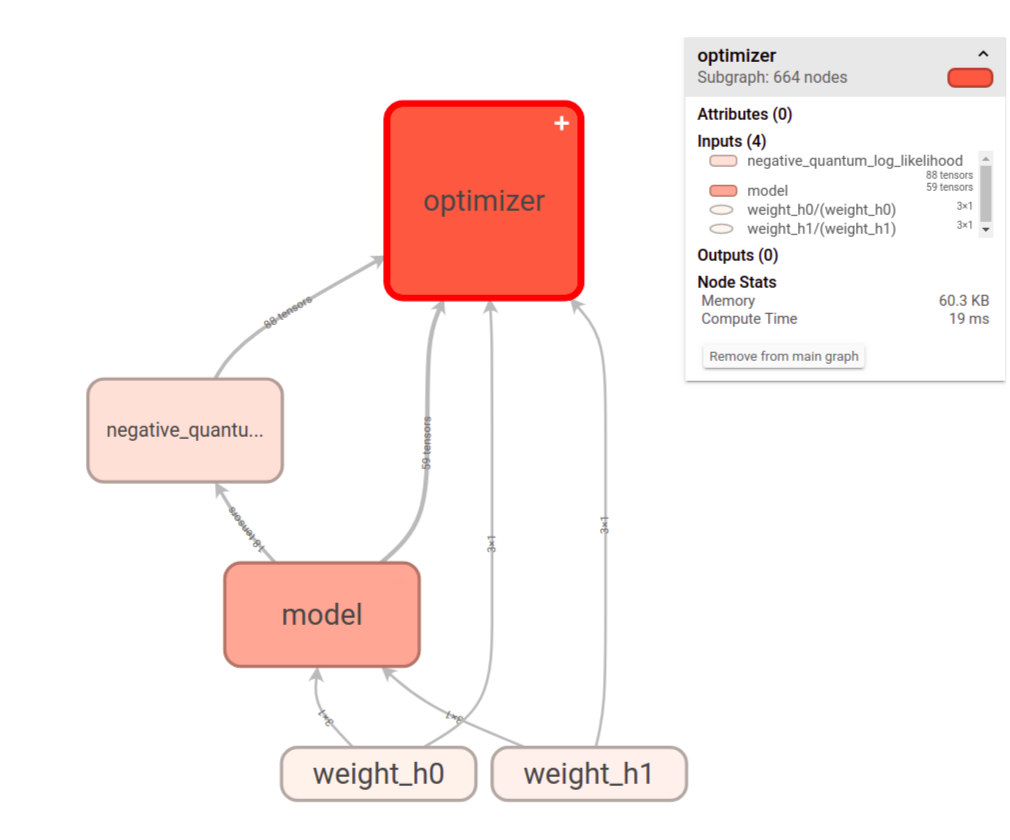 optimizer
Subgraph: 664 nodes
Attributes (0)
Inputs (4)
negative_quantum_log_likelihood
88 tensors
model
59 tensors
weight_h0/(weight_h0)
3×1
weight_h1/(weight_h1)
3×1
Outputs (0)
Node Stats
Memory 60.3 KB
Compute Time 19 ms
Remove from main graph
+
optimizer
88 tensors
negative_quantu...
59 tensors
18 tensors
3×1
3×1
model
3×1
3×1
weight_h0
weight_h1